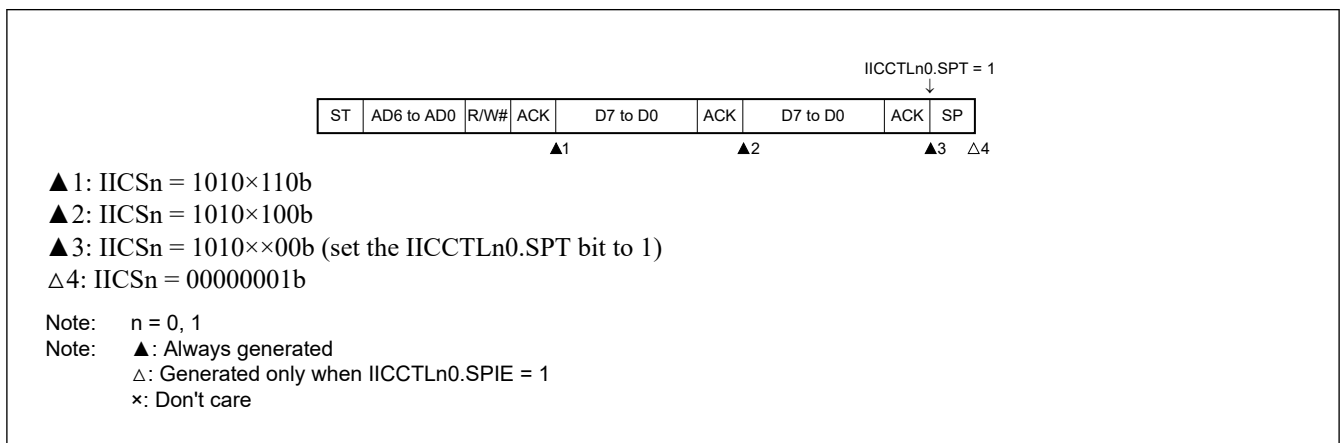 IICCTLn0.SPT = 1
↓
ST AD6 to AD0 R/W# ACK D7 to D0 ACK D7 to D0 ACK SP
▲1 ▲2 ▲3 △4
▲1: IICSn = 1010×110b
▲2: IICSn = 1010×100b
▲3: IICSn = 1010××00b (set the IICCTLn0.SPT bit to 1)
△4: IICSn = 00000001b
Note: n = 0, 1
Note: ▲: Always generated
△: Generated only when IICCTLn0.SPIE = 1
×: Don't care